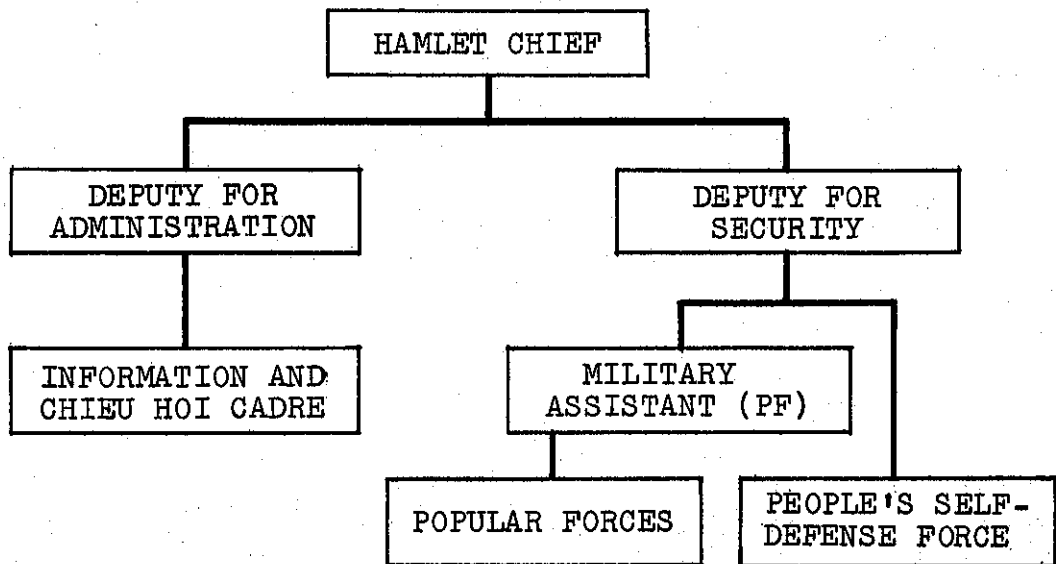 HAMLET CHIEF
DEPUTY FOR
ADMINISTRATION
DEPUTY FOR
SECURITY
INFORMATION AND
CHIEU HOI CADRE
MILITARY
ASSISTANT (PF)
POPULAR FORCES
PEOPLE'S SELF-
DEFENSE FORCE